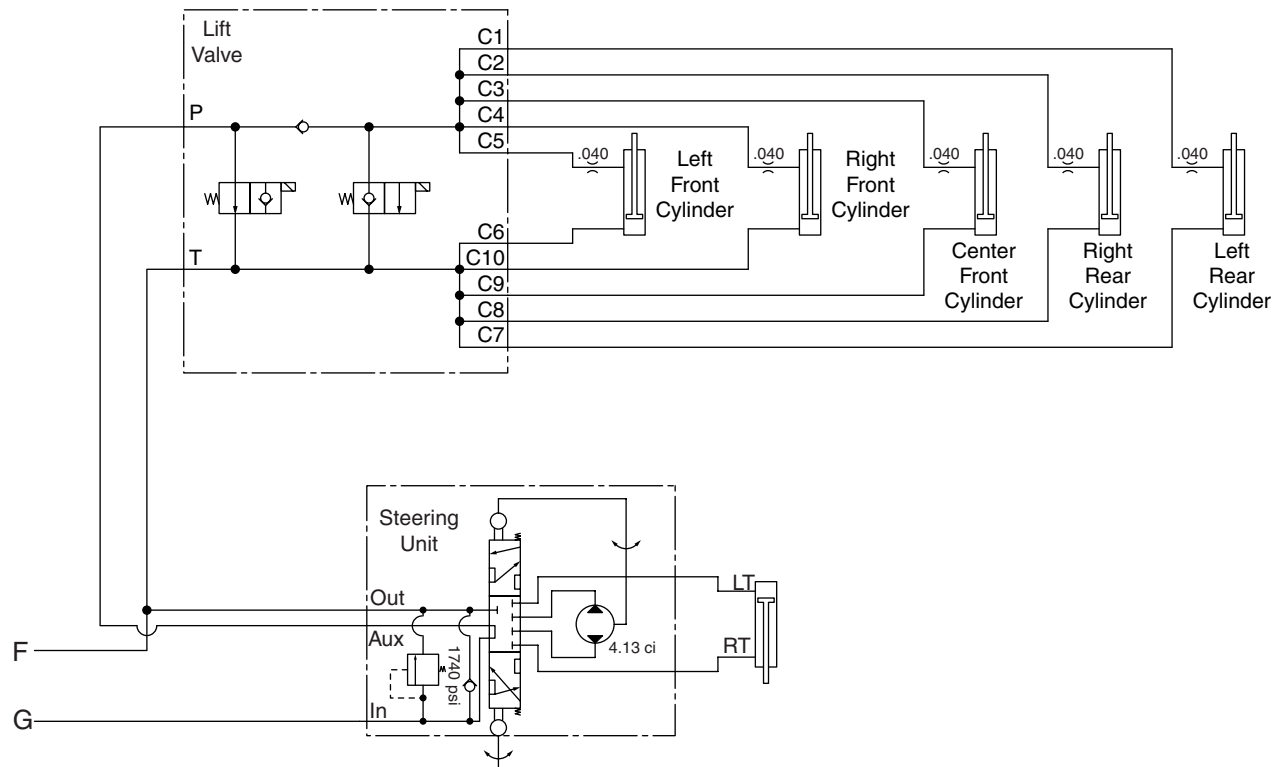 Lift
Valve
C1
C2
C3
P
C4
C5
.040
Left
Front
Cylinder
.040
Right
Front
Cylinder
.040
.040
.040
C6
T
C10
C9
C8
C7
Center
Front
Cylinder
Right
Rear
Cylinder
Left
Rear
Cylinder
Steering
Unit
Out
Aux
1740 psi
In
4.13 ci
LT
RT
F
G